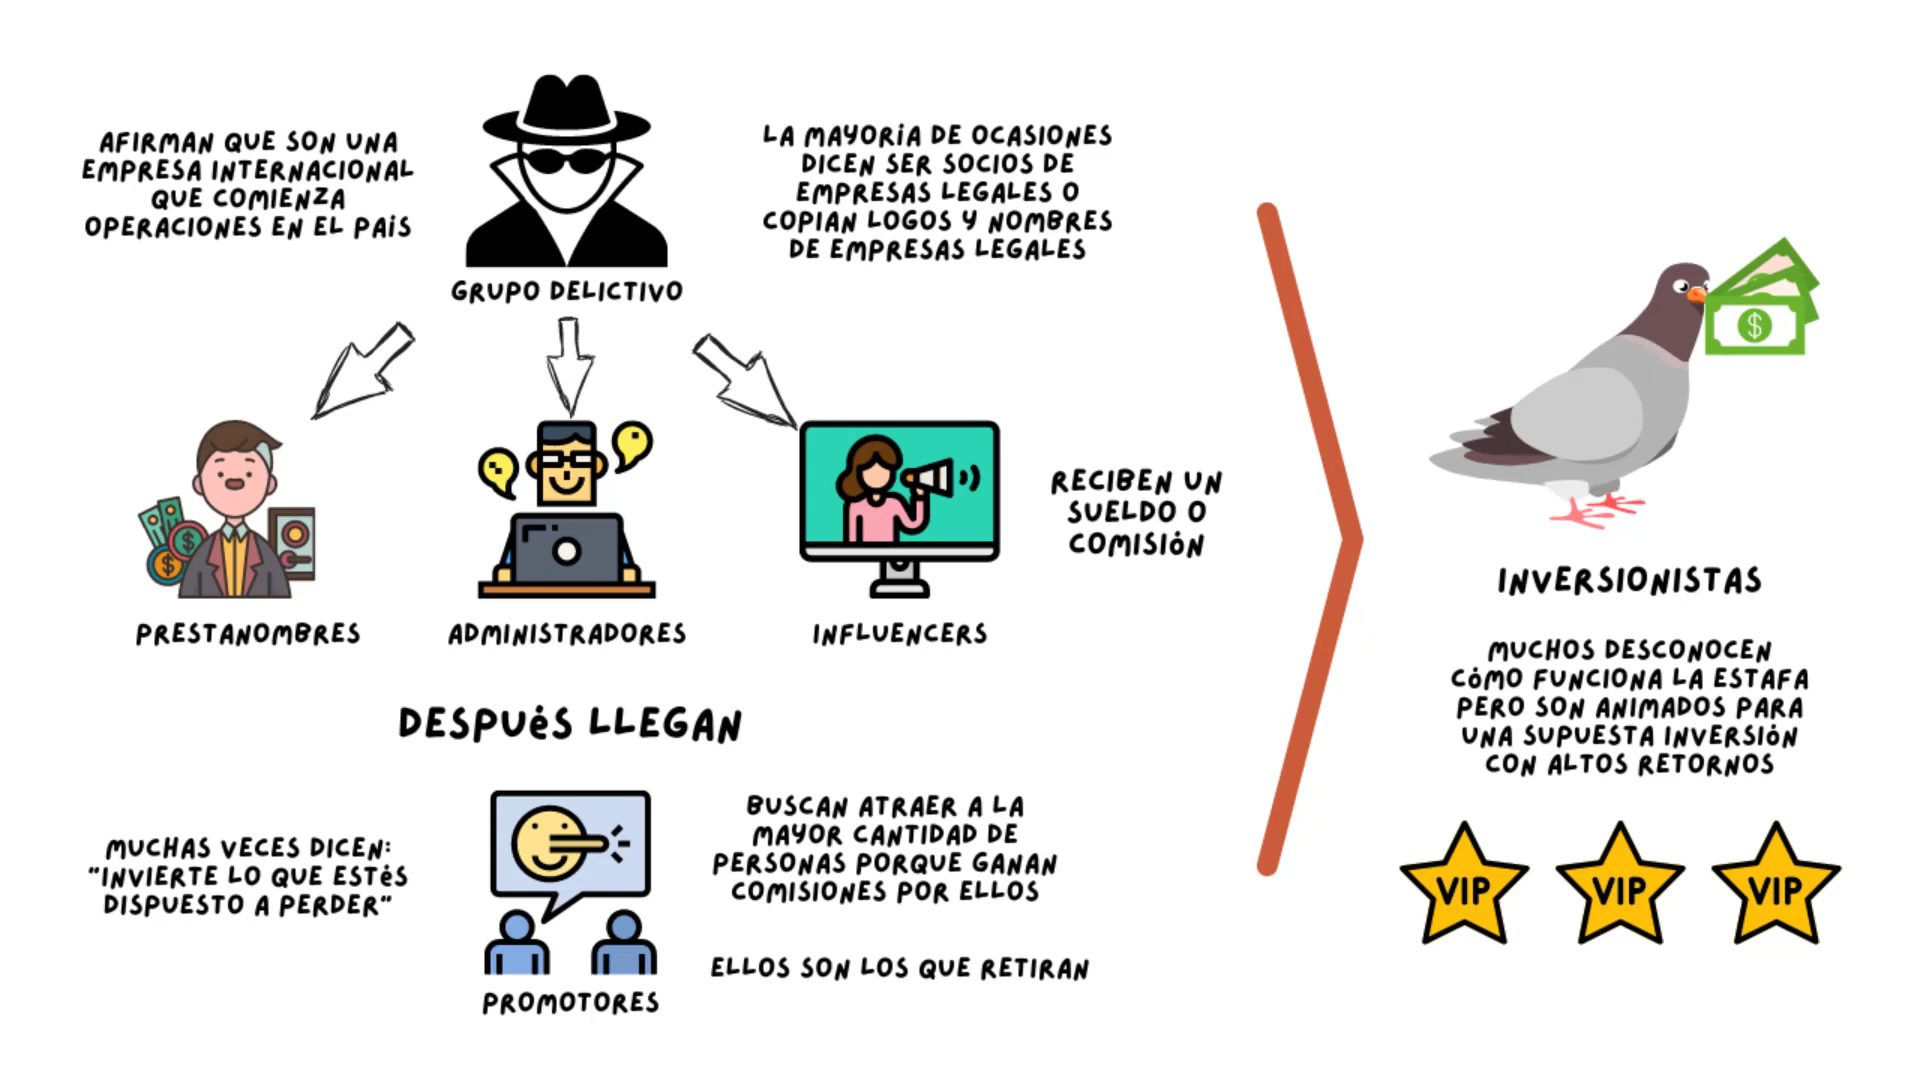 AFIRMAN QUE SON UNA
EMPRESA INTERNACIONAL
QUE COMIENZA
OPERACIONES EN EL PAÍS
GRUPO DELICTIVO
LA MAYORÍA DE OCASIONES
DICEN SER SOCIOS DE
EMPRESAS LEGALES O
COPIAN LOGOS Y NOMBRES
DE EMPRESAS LEGALES
PRESTANOMBRES
ADMINISTRADORES
INFLUENCERS
RECIBEN UN
SUELDO O
COMISIÓN
DESPUÉS LLEGAN
MUCHAS VECES DICEN:
"INVIERTE LO QUE ESTÉS
DISPUESTO A PERDER"
PROMOTORES
BUSCAN ATRAER A LA
MAYOR CANTIDAD DE
PERSONAS PORQUE GANAN
COMISIONES POR ELLOS
ELLOS SON LOS QUE RETIRAN
INVERSIONISTAS
MUCHOS DESCONOCEN
CÓMO FUNCIONA LA ESTAFA
PERO SON ANIMADOS PARA
UNA SUPUESTA INVERSIÓN
CON ALTOS RETORNOS
VIP VIP VIP